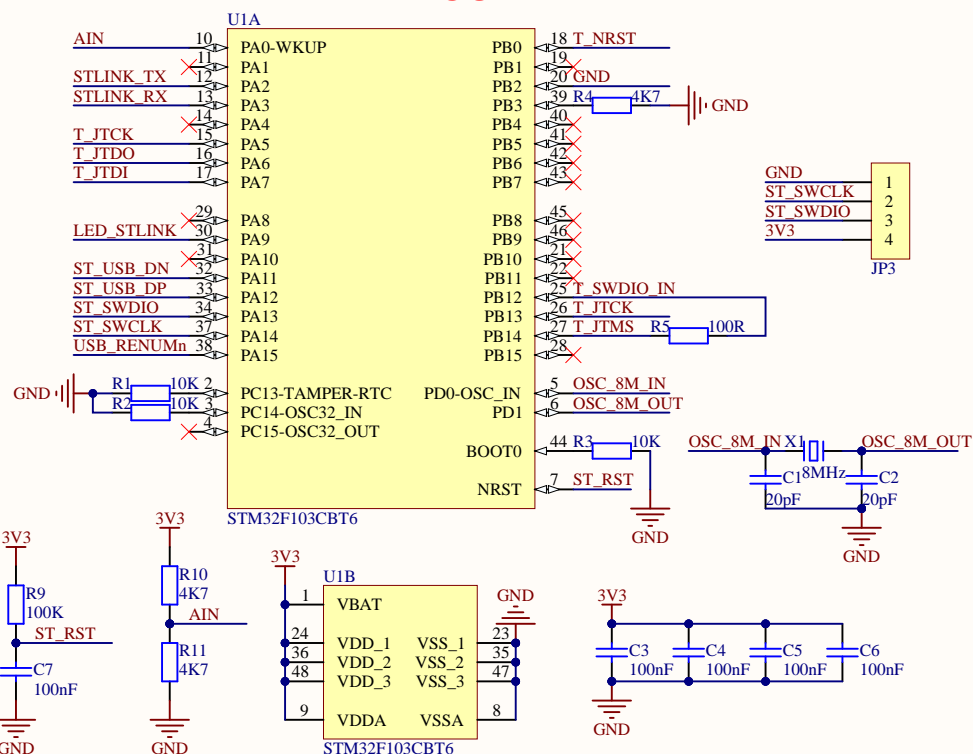 U1A
AIN 10 PA0-WKUP PB0 18 T_NRST
11 PA1 PB1 19
STLINK_TX 12 PA2 PB2 20 GND
STLINK_RX 13 PA3 PB3 39 R4 4K7 GND
14 PA4 PB4 40
T_JTCK 15 PA5 PB5 41
T_JTDO 16 PA6 PB6 42
T_JTDI 17 PA7 PB7 43
29 PA8 PB8 45
LED_STLINK 30 PA9 PB9 46
31 PA10 PB10 21
ST_USB_DN 32 PA11 PB11 22
ST_USB_DP 33 PA12 PB12 25 T_SWDIO_IN
ST_SWDIO 34 PA13 PB13 26 T_JTCK
ST_SWCLK 37 PA14 PB14 27 T_JTMS R5 100R
USB_RENUMn 38 PA15 PB15 28
GND R1 10K 2 PC13-TAMPER-RTC PD0-OSC_IN 5 OSC_8M_IN
R2 10K 3 PC14-OSC32_IN PD1 6 OSC_8M_OUT
4 PC15-OSC32_OUT
BOOT0 44 R3 10K
NRST 7 ST_RST
STM32F103CBT6
GND
GND 1
ST_SWCLK 2
ST_SWDIO 3
3V3 4
JP3
OSC_8M_IN X1 OSC_8M_OUT
C1 8MHz C2
20pF 20pF
GND
3V3
R9
100K
ST_RST
C7
100nF
GND
3V3
R10
4K7
AIN
R11
4K7
GND
3V3
U1B
GND
1 VBAT
24 VDD_1 VSS_1 23
36 VDD_2 VSS_2 35
48 VDD_3 VSS_3 47
9 VDDA VSSA 8
STM32F103CBT6
3V3
C3 C4 C5 C6
100nF 100nF 100nF 100nF
GND